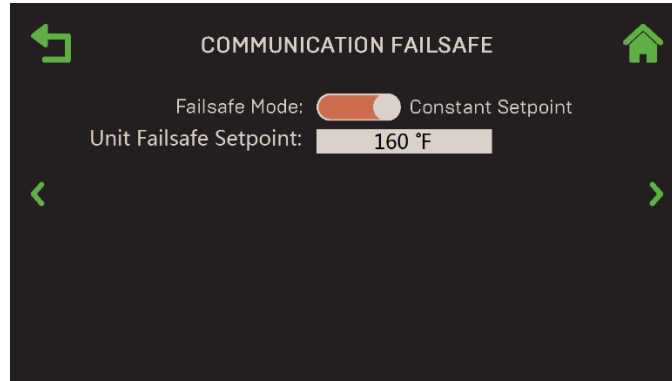 COMMUNICATION FAILSAFE
Failsafe Mode: Constant Setpoint
Unit Failsafe Setpoint: 160 °F